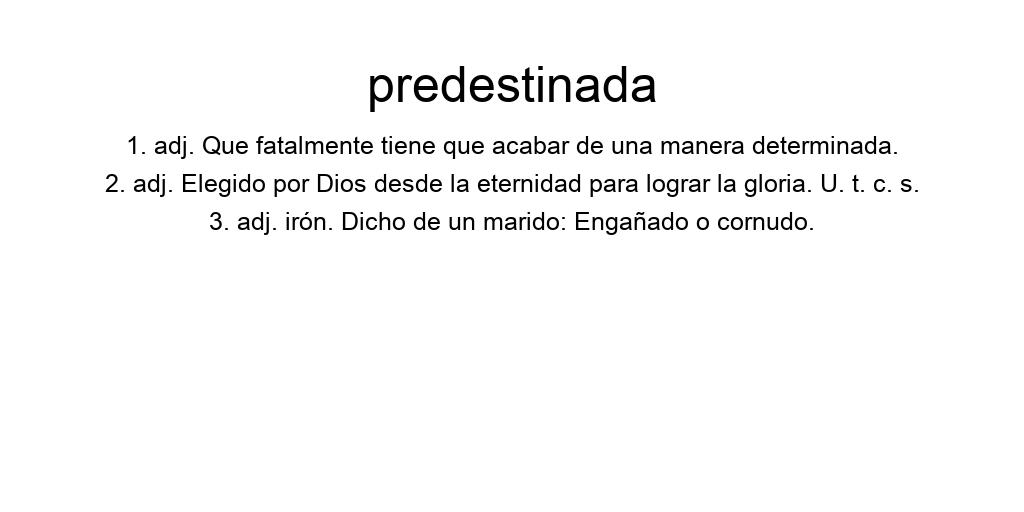 predestinada
1. adj. Que fatalmente tiene que acabar de una manera determinada.
2. adj. Elegido por Dios desde la eternidad para lograr la gloria. U. t. c. s.
3. adj. irón. Dicho de un marido: Engañado o cornudo.